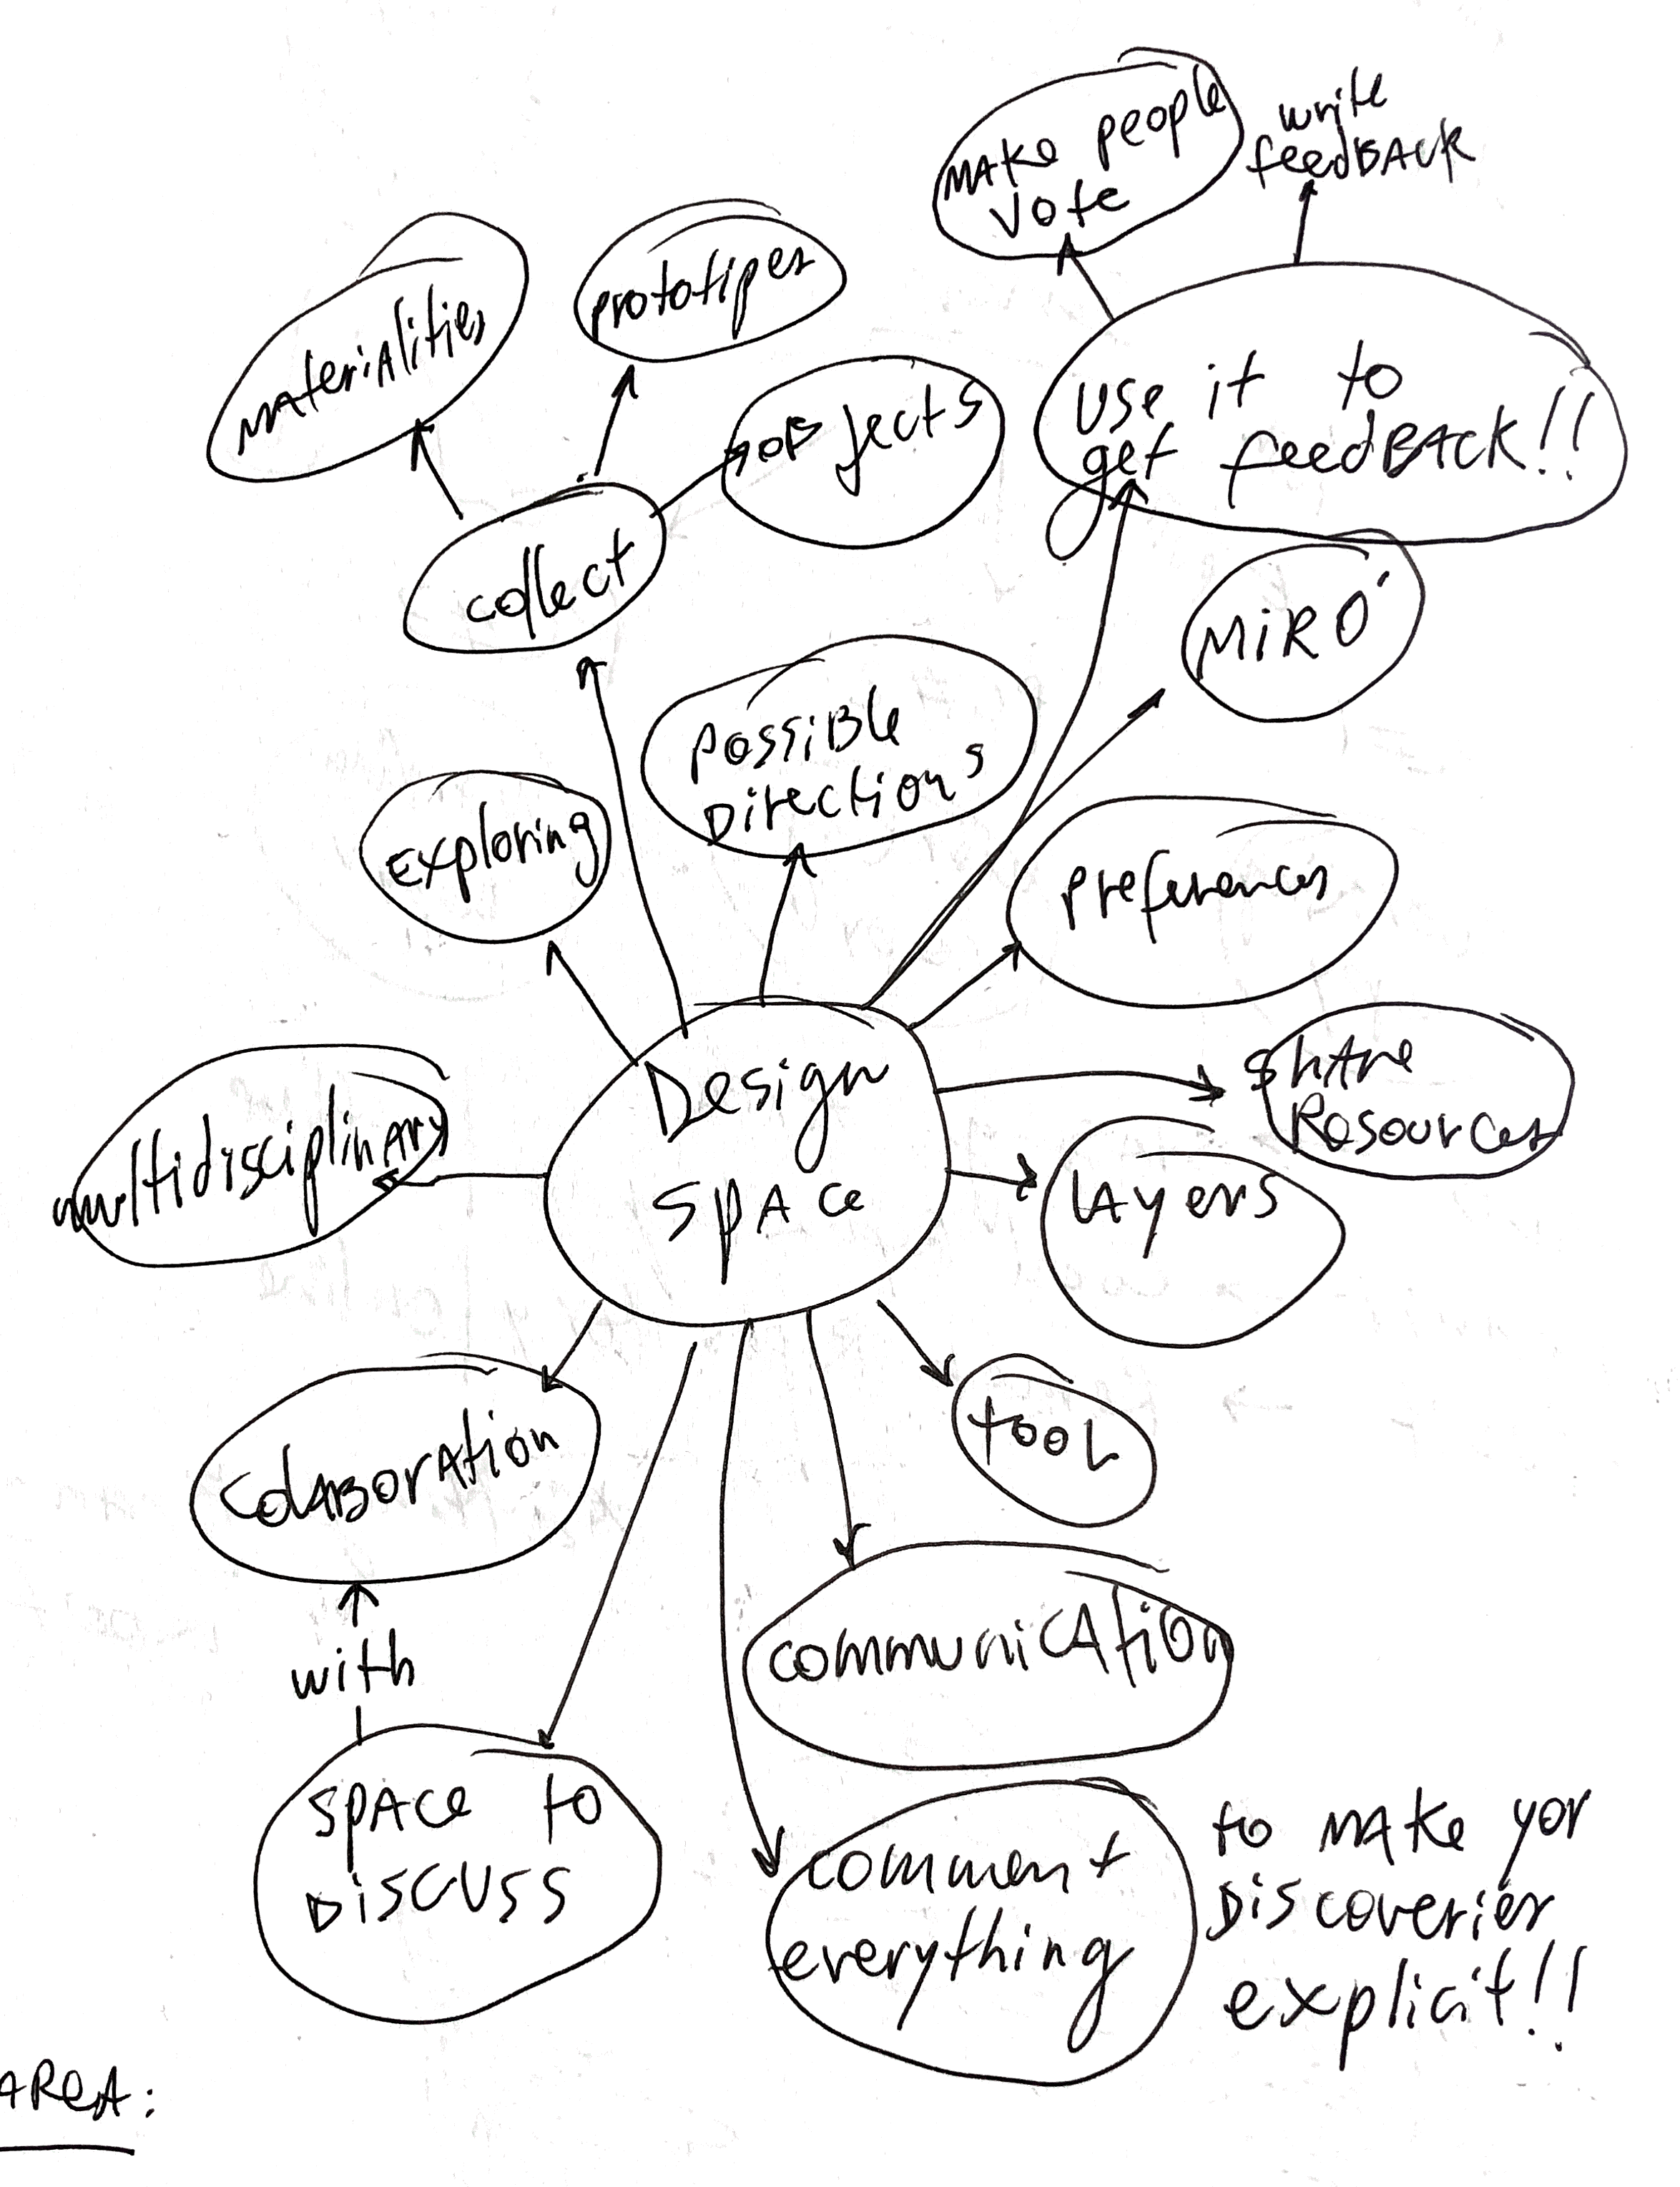 MAKe people
vote
write
feedBACK
prototipes
materialities
OBjects
use it to
get feedBACK!!
collect
MiRO
possiBle
Directions
exploring
preferences
Design
space
shAre
Resources
multidisciplinAry
LAyers
tooL
colABorAtion
with
communicAtion
spAce to
Discuss
comment
everything
to mAke yor
Discoveries
explicit!!
AReA: